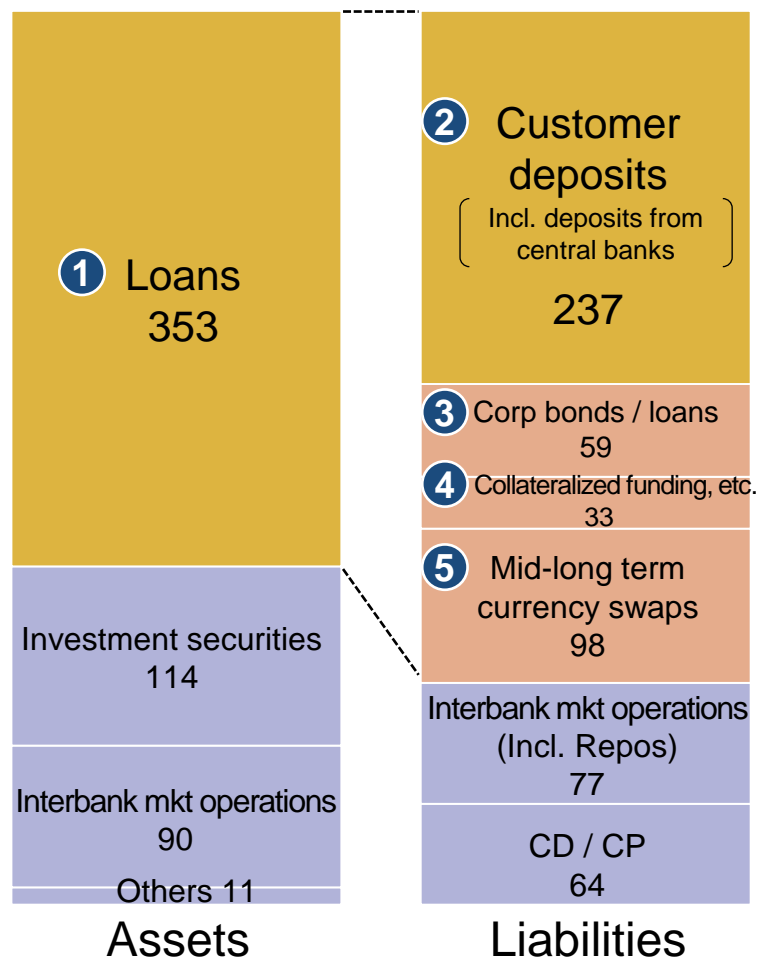 1 Loans
353
Investment securities
114
Interbank mkt operations
90
Others 11
Assets
2 Customer
deposits
Incl. deposits from
central banks
237
3 Corp bonds / loans
59
4 Collateralized funding, etc.
33
5 Mid-long term
currency swaps
98
Interbank mkt operations
(Incl. Repos)
77
CD / CP
64
Liabilities